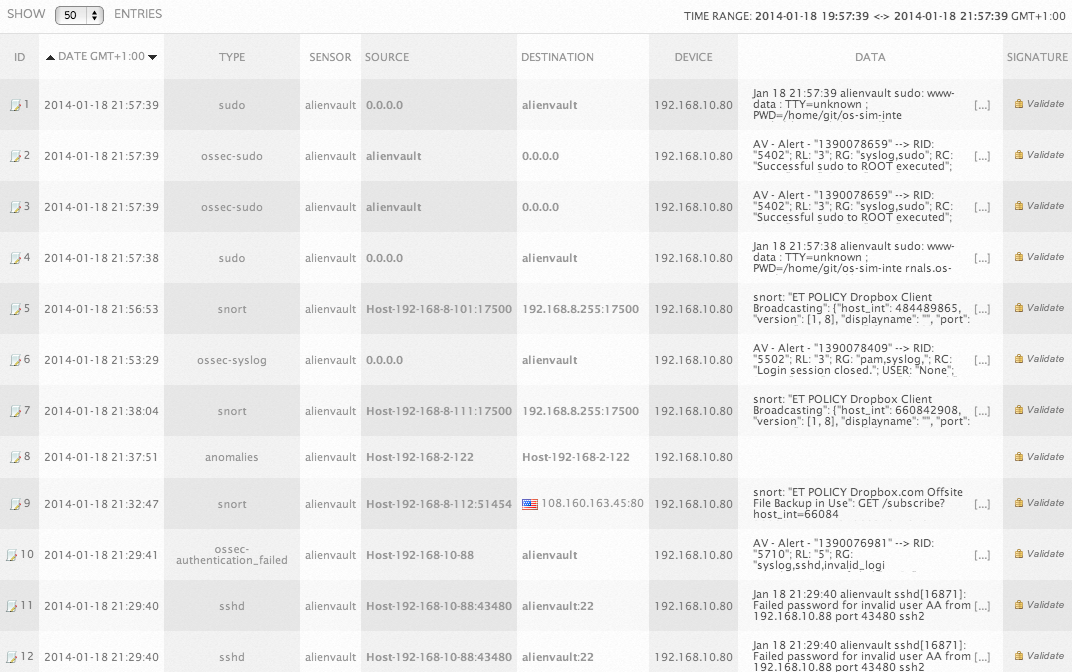 SHOW 50 ENTRIES TIME RANGE: 2014-01-18 19:57:39 <-> 2014-01-18 21:57:39 GMT+1:00
ID DATE GMT+1:00 TYPE SENSOR SOURCE DESTINATION DEVICE DATA SIGNATURE
1 2014-01-18 21:57:39 sudo alienvault 0.0.0.0 alienvault 192.168.10.80 Jan 18 21:57:39 alienvault sudo: www-
data : TTY=unknown ; [...] Validate
PWD=/home/git/os-sim-inte
2 2014-01-18 21:57:39 ossec-sudo alienvault alienvault 0.0.0.0 192.168.10.80 AV - Alert - "1390078659" --> RID:
"5402"; RL: "3"; RG: "syslog,sudo"; RC: [...] Validate
"Successful sudo to ROOT executed";
3 2014-01-18 21:57:39 ossec-sudo alienvault alienvault 0.0.0.0 192.168.10.80 AV - Alert - "1390078659" --> RID:
"5402"; RL: "3"; RG: "syslog,sudo"; RC: [...] Validate
"Successful sudo to ROOT executed";
4 2014-01-18 21:57:38 sudo alienvault 0.0.0.0 alienvault 192.168.10.80 Jan 18 21:57:38 alienvault sudo: www-
data : TTY=unknown ; [...] Validate
PWD=/home/git/os-sim-inte rnals.os-
5 2014-01-18 21:56:53 snort alienvault Host-192-168-8-101:17500 192.168.8.255:17500 192.168.10.80 snort: "ET POLICY Dropbox Client
Broadcasting": {"host_int": 484489865, [...] Validate
"version": [1, 8], "displayname": "", "port":
6 2014-01-18 21:53:29 ossec-syslog alienvault 0.0.0.0 alienvault 192.168.10.80 AV - Alert - "1390078409" --> RID:
"5502"; RL: "3"; RG: "pam,syslog,"; RC: [...] Validate
"Login session closed."; USER: "None";
7 2014-01-18 21:38:04 snort alienvault Host-192-168-8-111:17500 192.168.8.255:17500 192.168.10.80 snort: "ET POLICY Dropbox Client
Broadcasting": {"host_int": 660842908, [...] Validate
"version": [1, 8], "displayname": "", "port":
8 2014-01-18 21:37:51 anomalies alienvault Host-192-168-2-122 Host-192-168-2-122 192.168.10.80 Validate
9 2014-01-18 21:32:47 snort alienvault Host-192-168-8-112:51454 108.160.163.45:80 192.168.10.80 snort: "ET POLICY Dropbox.com Offsite
File Backup in Use": GET /subscribe? [...] Validate
host_int=66084
10 2014-01-18 21:29:41 ossec-authentication_failed alienvault Host-192-168-10-88 alienvault 192.168.10.80 AV - Alert - "1390076981" --> RID:
"5710"; RL: "5"; RG: [...] Validate
"syslog,sshd,invalid_logi
11 2014-01-18 21:29:40 sshd alienvault Host-192-168-10-88:43480 alienvault:22 192.168.10.80 Jan 18 21:29:40 alienvault sshd[16871]:
Failed password for invalid user AA from [...] Validate
192.168.10.88 port 43480 ssh2
12 2014-01-18 21:29:40 sshd alienvault Host-192-168-10-88:43480 alienvault:22 192.168.10.80 Jan 18 21:29:40 alienvault sshd[16871]:
Failed password for invalid user AA from [...] Validate
192.168.10.88 port 43480 ssh2